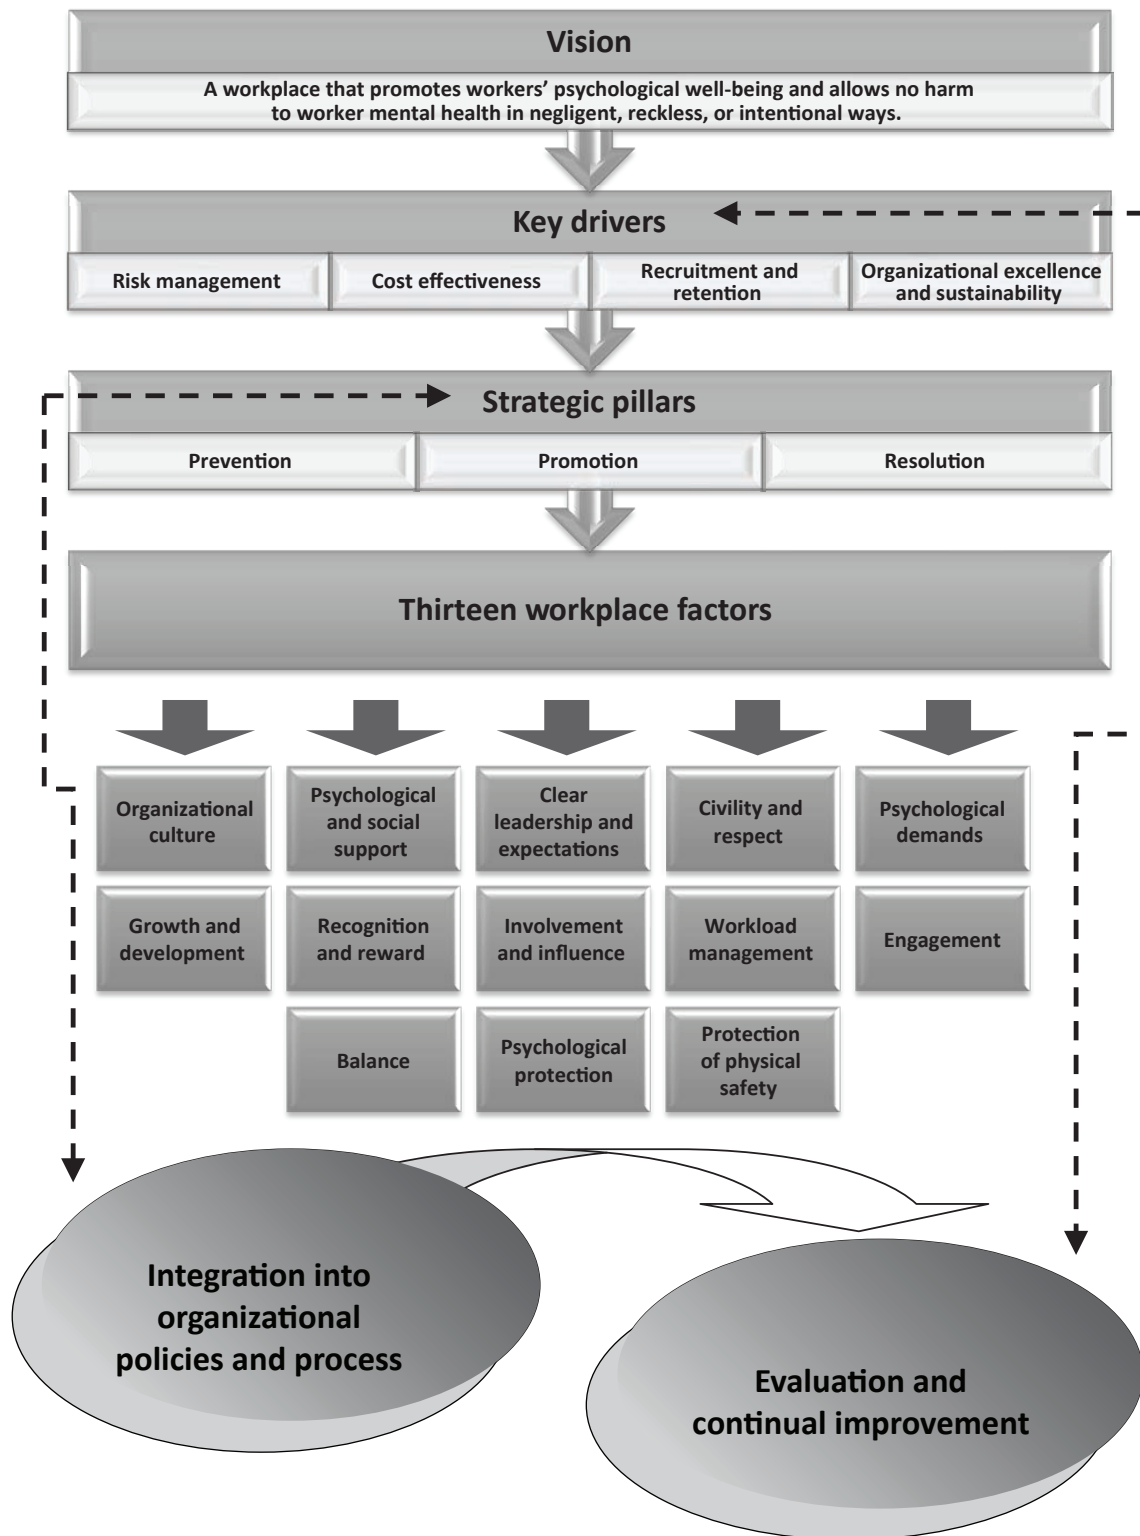 Vision
A workplace that promotes workers’ psychological well-being and allows no harm
to worker mental health in negligent, reckless, or intentional ways.
Key drivers
Risk management
Cost effectiveness
Recruitment and
retention
Organizational excellence
and sustainability
Strategic pillars
Prevention
Promotion
Resolution
Thirteen workplace factors
Organizational
culture
Psychological
and social
support
Clear
leadership and
expectations
Civility and
respect
Psychological
demands
Growth and
development
Recognition
and reward
Involvement
and influence
Workload
management
Engagement
Balance
Psychological
protection
Protection
of physical
safety
Integration into
organizational
policies and process
Evaluation and
continual improvement